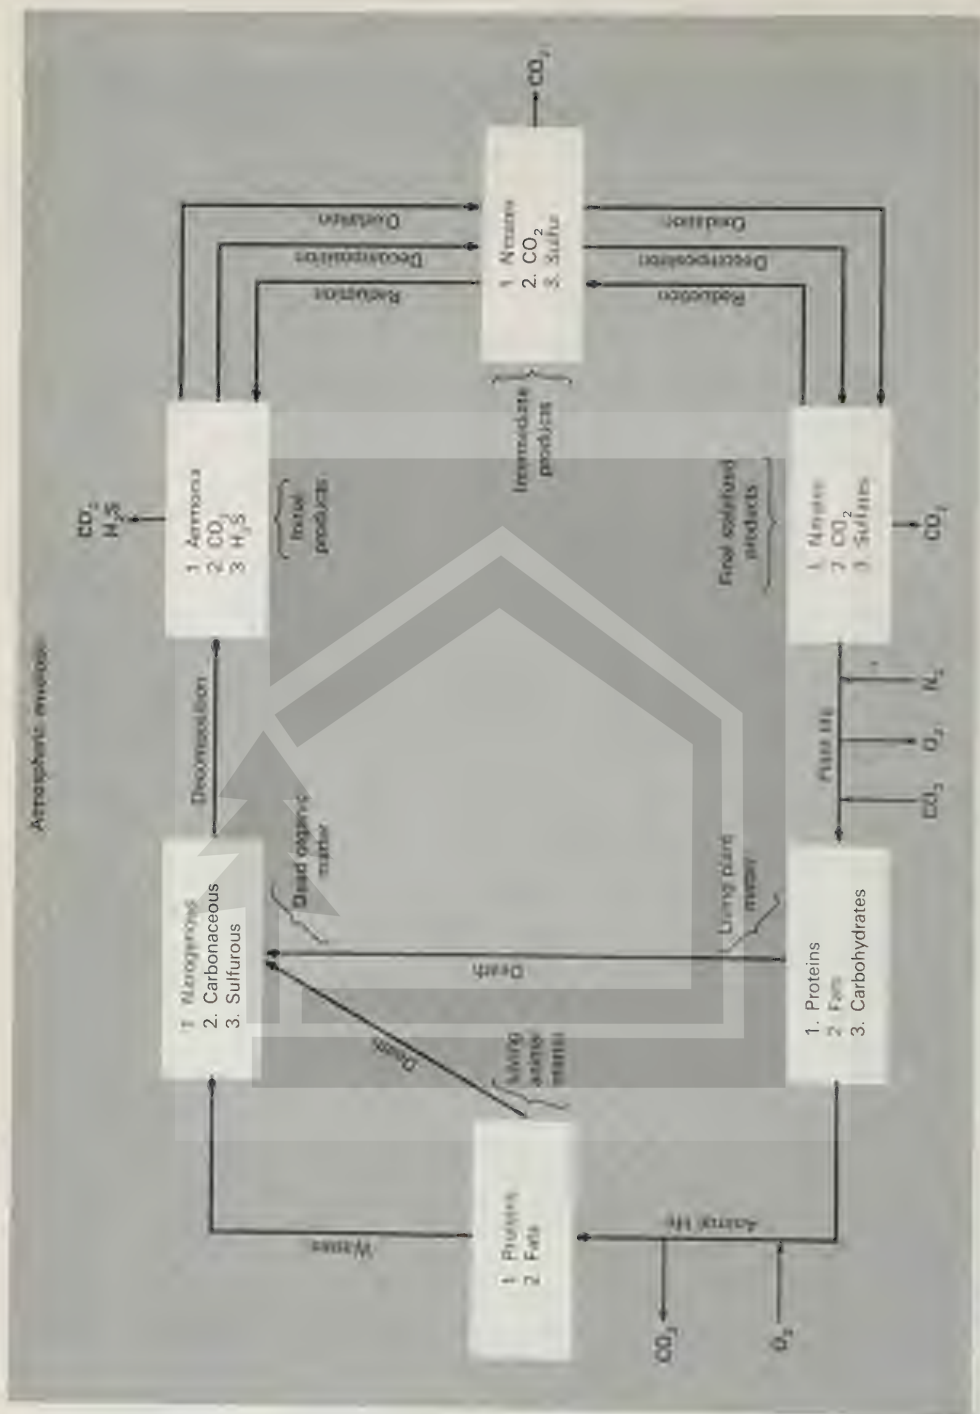 CO₂
H₂S
1 Ammonia
2 CO₂
3 H₂S
Initial
products
Oxidation
Decomposition
Reduction
1 Nitrites
2. CO₂
3. Sulfur
CO₂
Intermediate
products
Oxidation
Decomposition
Reduction
Final
products
1. Nitrates
2 CO₂
3 Sulfates
CO₂
Decomposition
1 Nitrogenous
2. Carbonaceous
3. Sulfurous
Dead organic
matter
Plant life
N₂
O₂
CO₂
Living plant
matter
1. Proteins
2 Fats
3. Carbohydrates
Death
Death
Living
animal
matter
1 Proteins
2 Fats
Wastes
Animal life
CO₂
O₂